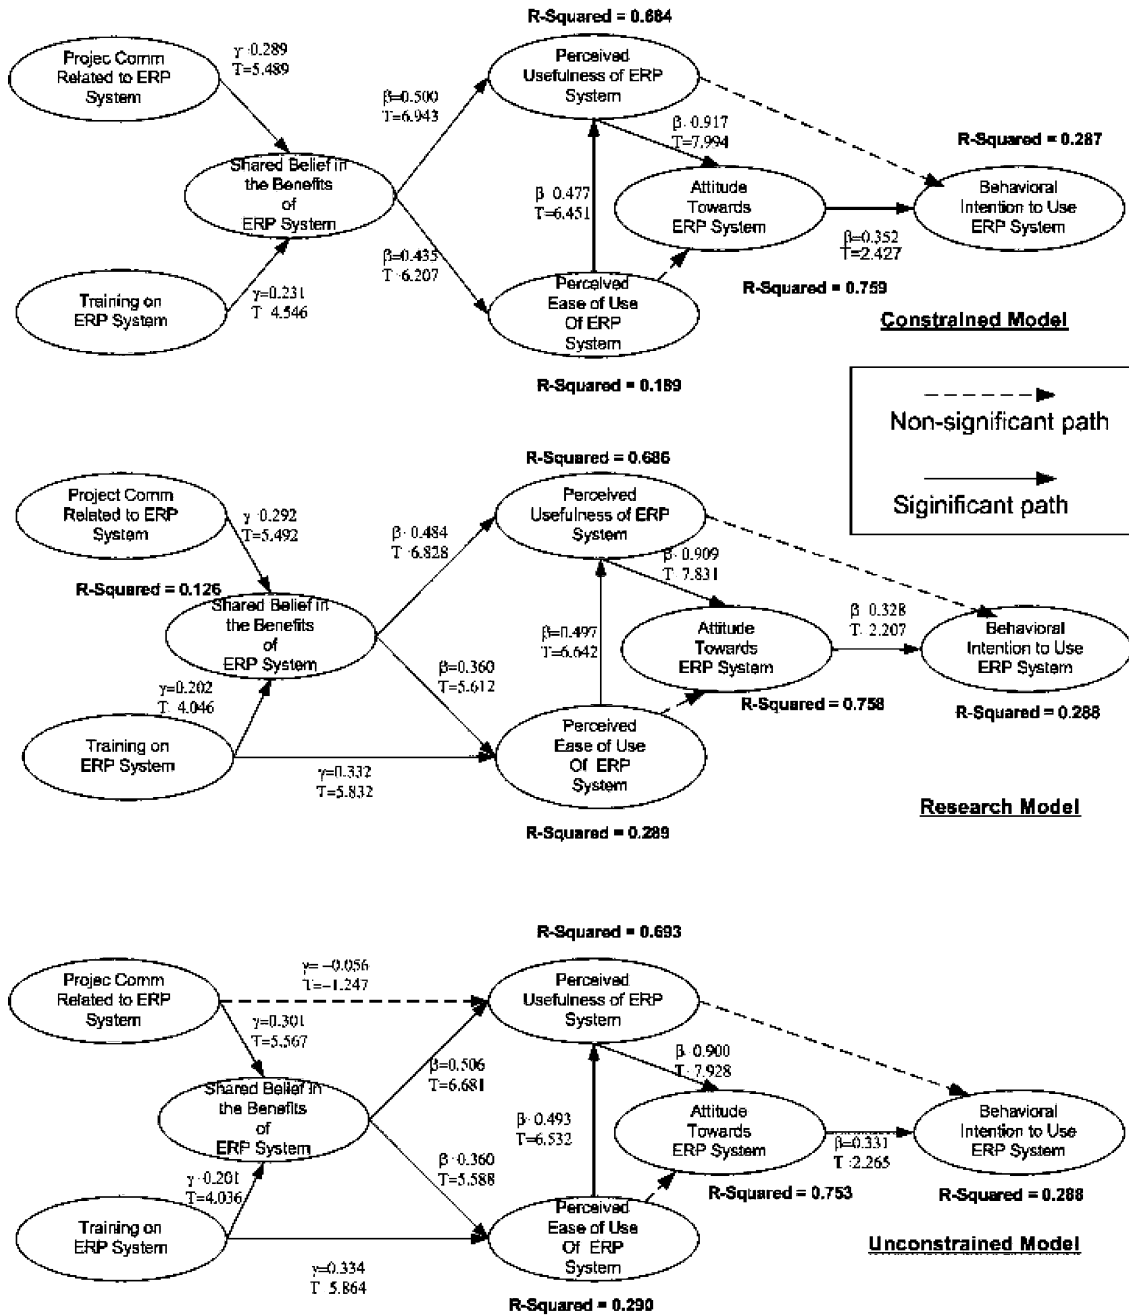 R-Squared = 0.684
Projec Comm
Related to ERP
System
γ·0.289
T=5.489
Perceived
Usefulness of ERP
System
β=0.500
T=6.943
β· 0.917
T=7.994
R-Squared = 0.287
Shared Belief in
the Benefits
of
ERP System
β 0.477
T=6.451
Attitude
Towards
ERP System
Behavioral
Intention to Use
ERP System
β=0.352
T=2.427
β=0.435
T·6.207
Training on
ERP System
γ=0.231
T 4.546
Perceived
Ease of Use
Of ERP
System
R-Squared = 0.759
Constrained Model
R-Squared = 0.189
Non-significant path
Siginificant path
R-Squared = 0.686
Project Comm
Related to ERP
System
γ·0.292
T=5.492
Perceived
Usefulness of ERP
System
β· 0.484
T·6.828
β· 0.909
T·7.831
R-Squared = 0.126
Shared Belief in
the Benefits
of
ERP System
β=0.497
T=6.642
Attitude
Towards
ERP System
β 0.328
T· 2.207
Behavioral
Intention to Use
ERP System
β=0.360
T=5.612
γ=0.202
T 4.046
R-Squared = 0.758
R-Squared = 0.288
Training on
ERP System
γ=0.332
T=5.832
Perceived
Ease of Use
Of ERP
System
Research Model
R-Squared = 0.289
R-Squared = 0.693
Projec Comm
Related to ERP
System
γ= −0.056
T=−1.247
Perceived
Usefulness of ERP
System
γ=0.301
T=5.567
β=0.506
T=6.681
β· 0.900
T·7.928
Shared Belief in
the Benefits
of
ERP System
β· 0.493
T=6.532
Attitude
Towards
ERP System
Behavioral
Intention to Use
ERP System
β=0.331
T·2.265
β·0.360
T=5.588
γ·0.201
T=4.036
R-Squared = 0.753
R-Squared = 0.288
Training on
ERP System
Perceived
Ease of Use
Of ERP
System
γ=0.334
T 5.864
Unconstrained Model
R-Squared = 0.290